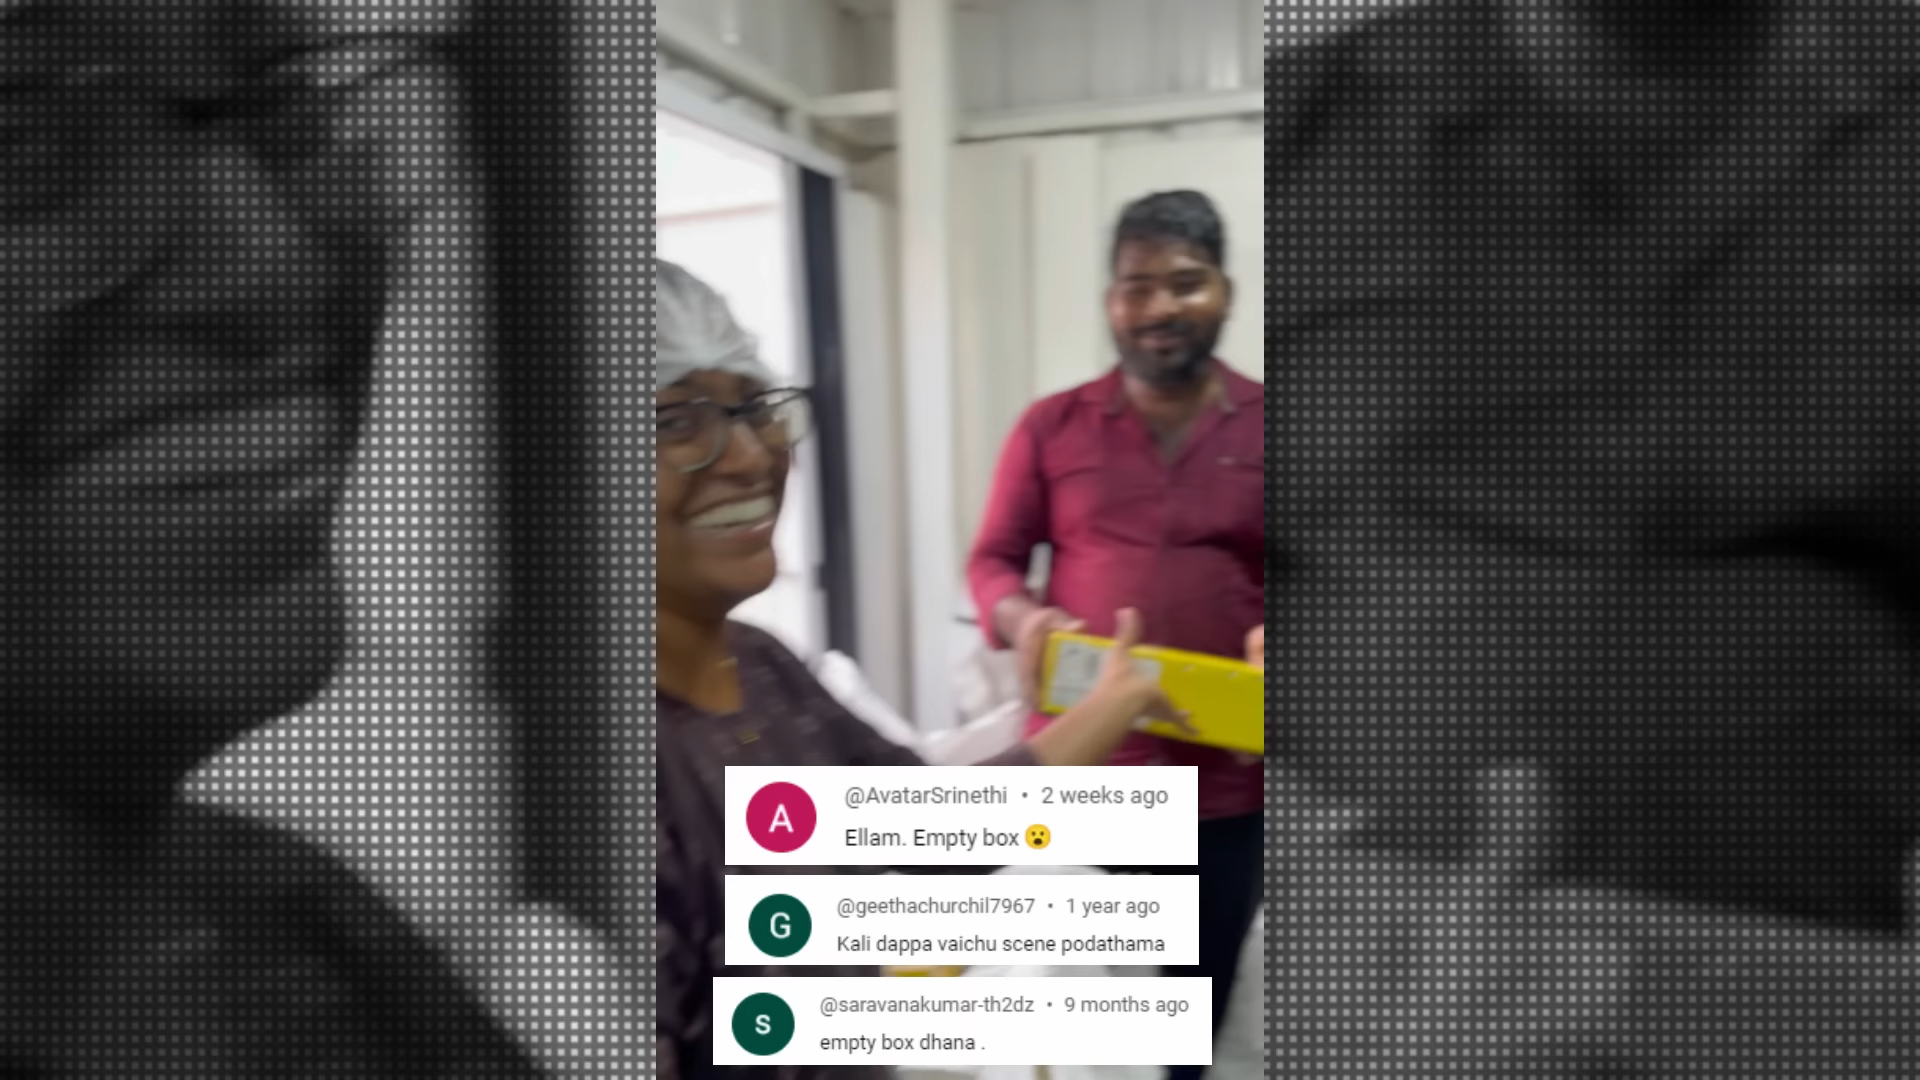 A
@AvatarSrinethi • 2 weeks ago
Ellam. Empty box 😮
G
@geethachurchil7967 • 1 year ago
Kali dappa vaichu scene podathama
s
@saravanakumar-th2dz • 9 months ago
empty box dhana .